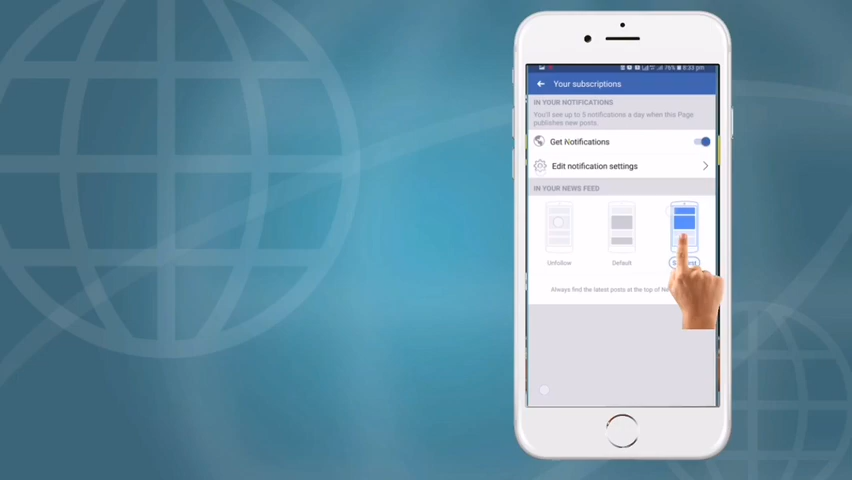 Your subscriptions
IN YOUR NOTIFICATIONS
You'll see up to 5 notifications a day when this Page
publishes new posts.
Get Notifications
Edit notification settings
IN YOUR NEWS FEED
Unfollow
Default
Always find the latest posts at the top of